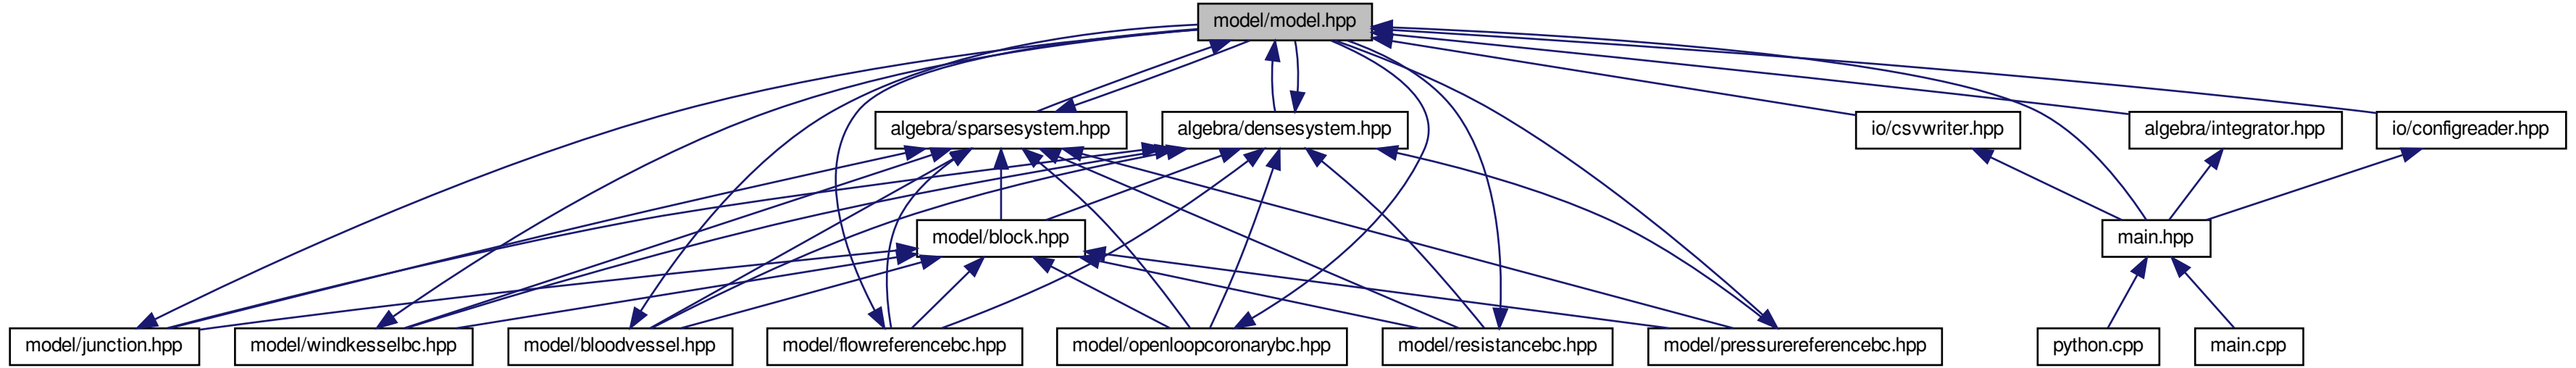 model/model.hpp
algebra/sparsesystem.hpp
algebra/densesystem.hpp
io/csvwriter.hpp
algebra/integrator.hpp
io/configreader.hpp
model/block.hpp
main.hpp
model/junction.hpp
model/windkesselbc.hpp
model/bloodvessel.hpp
model/flowreferencebc.hpp
model/openloopcoronarybc.hpp
model/resistancebc.hpp
model/pressurereferencebc.hpp
python.cpp
main.cpp